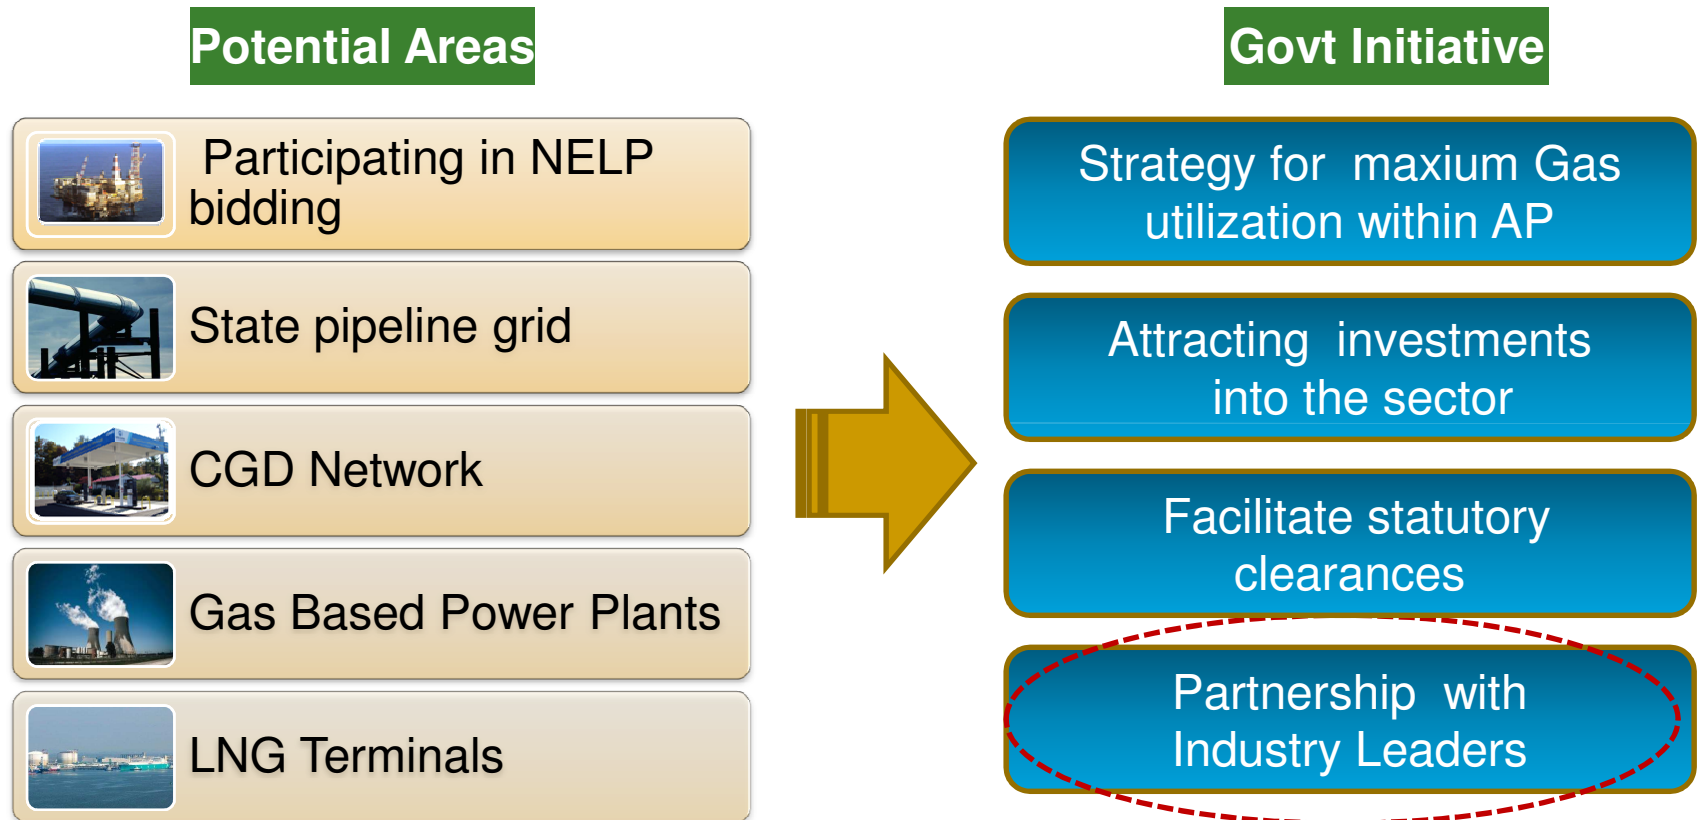 Potential Areas
Participating in NELP
bidding
State pipeline grid
CGD Network
Gas Based Power Plants
LNG Terminals
Govt Initiative
Strategy for maxium Gas
utilization within AP
Attracting investments
into the sector
Facilitate statutory
clearances
Partnership with
Industry Leaders